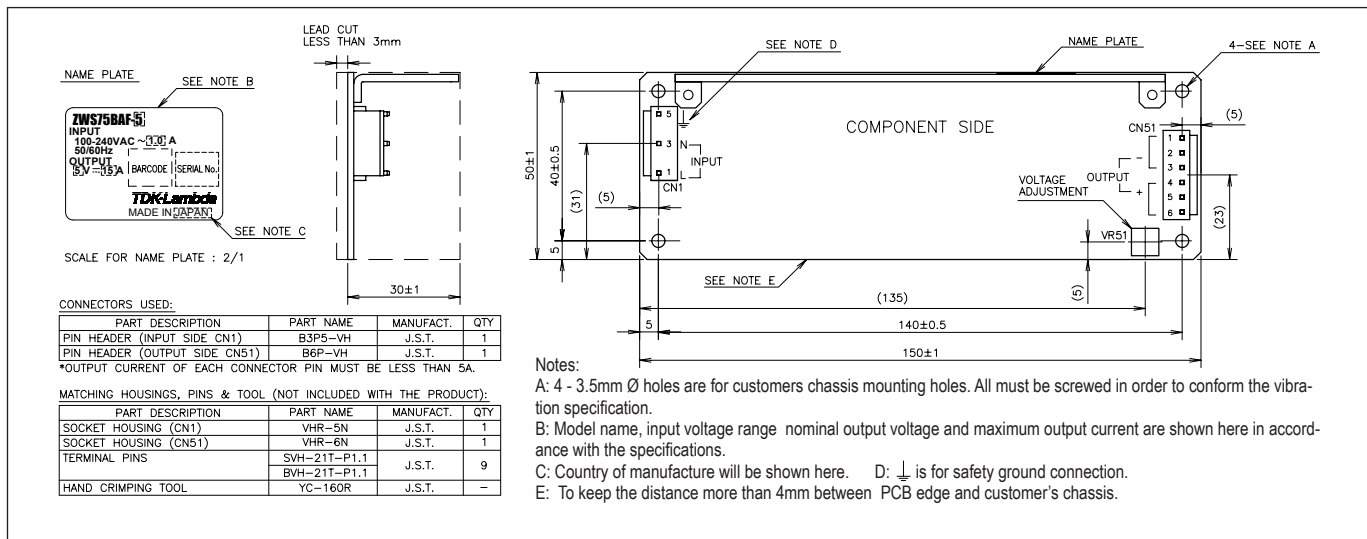 LEAD CUT
LESS THAN 3mm
NAME PLATE
SEE NOTE B
ZWS75BAF-5
INPUT
100-240VAC ~ 1.0 A
50/60Hz
OUTPUT
5 V ⎓ 15 A
BARCODE
SERIAL No.
TDK-Lambda
MADE IN JAPAN
SEE NOTE C
SCALE FOR NAME PLATE : 2/1
30±1
SEE NOTE D
NAME PLATE
4-SEE NOTE A
COMPONENT SIDE
5
3
1
N
INPUT
CN1
CN51
(5)
1
2
3
4
5
6
-
OUTPUT
+
VOLTAGE
ADJUSTMENT
VR51
50±1
40±0.5
(31)
(5)
5
(23)
(5)
SEE NOTE E
(135)
5
140±0.5
150±1
CONNECTORS USED:
PART DESCRIPTION PART NAME MANUFACT. QTY
PIN HEADER (INPUT SIDE CN1) B3P5-VH J.S.T. 1
PIN HEADER (OUTPUT SIDE CN51) B6P-VH J.S.T. 1
*OUTPUT CURRENT OF EACH CONNECTOR PIN MUST BE LESS THAN 5A.
MATCHING HOUSINGS, PINS & TOOL (NOT INCLUDED WITH THE PRODUCT):
PART DESCRIPTION PART NAME MANUFACT. QTY
SOCKET HOUSING (CN1) VHR-5N J.S.T. 1
SOCKET HOUSING (CN51) VHR-6N J.S.T. 1
TERMINAL PINS SVH-21T-P1.1 J.S.T. 9
BVH-21T-P1.1
HAND CRIMPING TOOL YC-160R J.S.T. -
Notes:
A: 4 - 3.5mm Ø holes are for customers chassis mounting holes. All must be screwed in order to conform the vibra-
tion specification.
B: Model name, input voltage range nominal output voltage and maximum output current are shown here in accord-
ance with the specifications.
C: Country of manufacture will be shown here. D: ⏚ is for safety ground connection.
E: To keep the distance more than 4mm between PCB edge and customer's chassis.